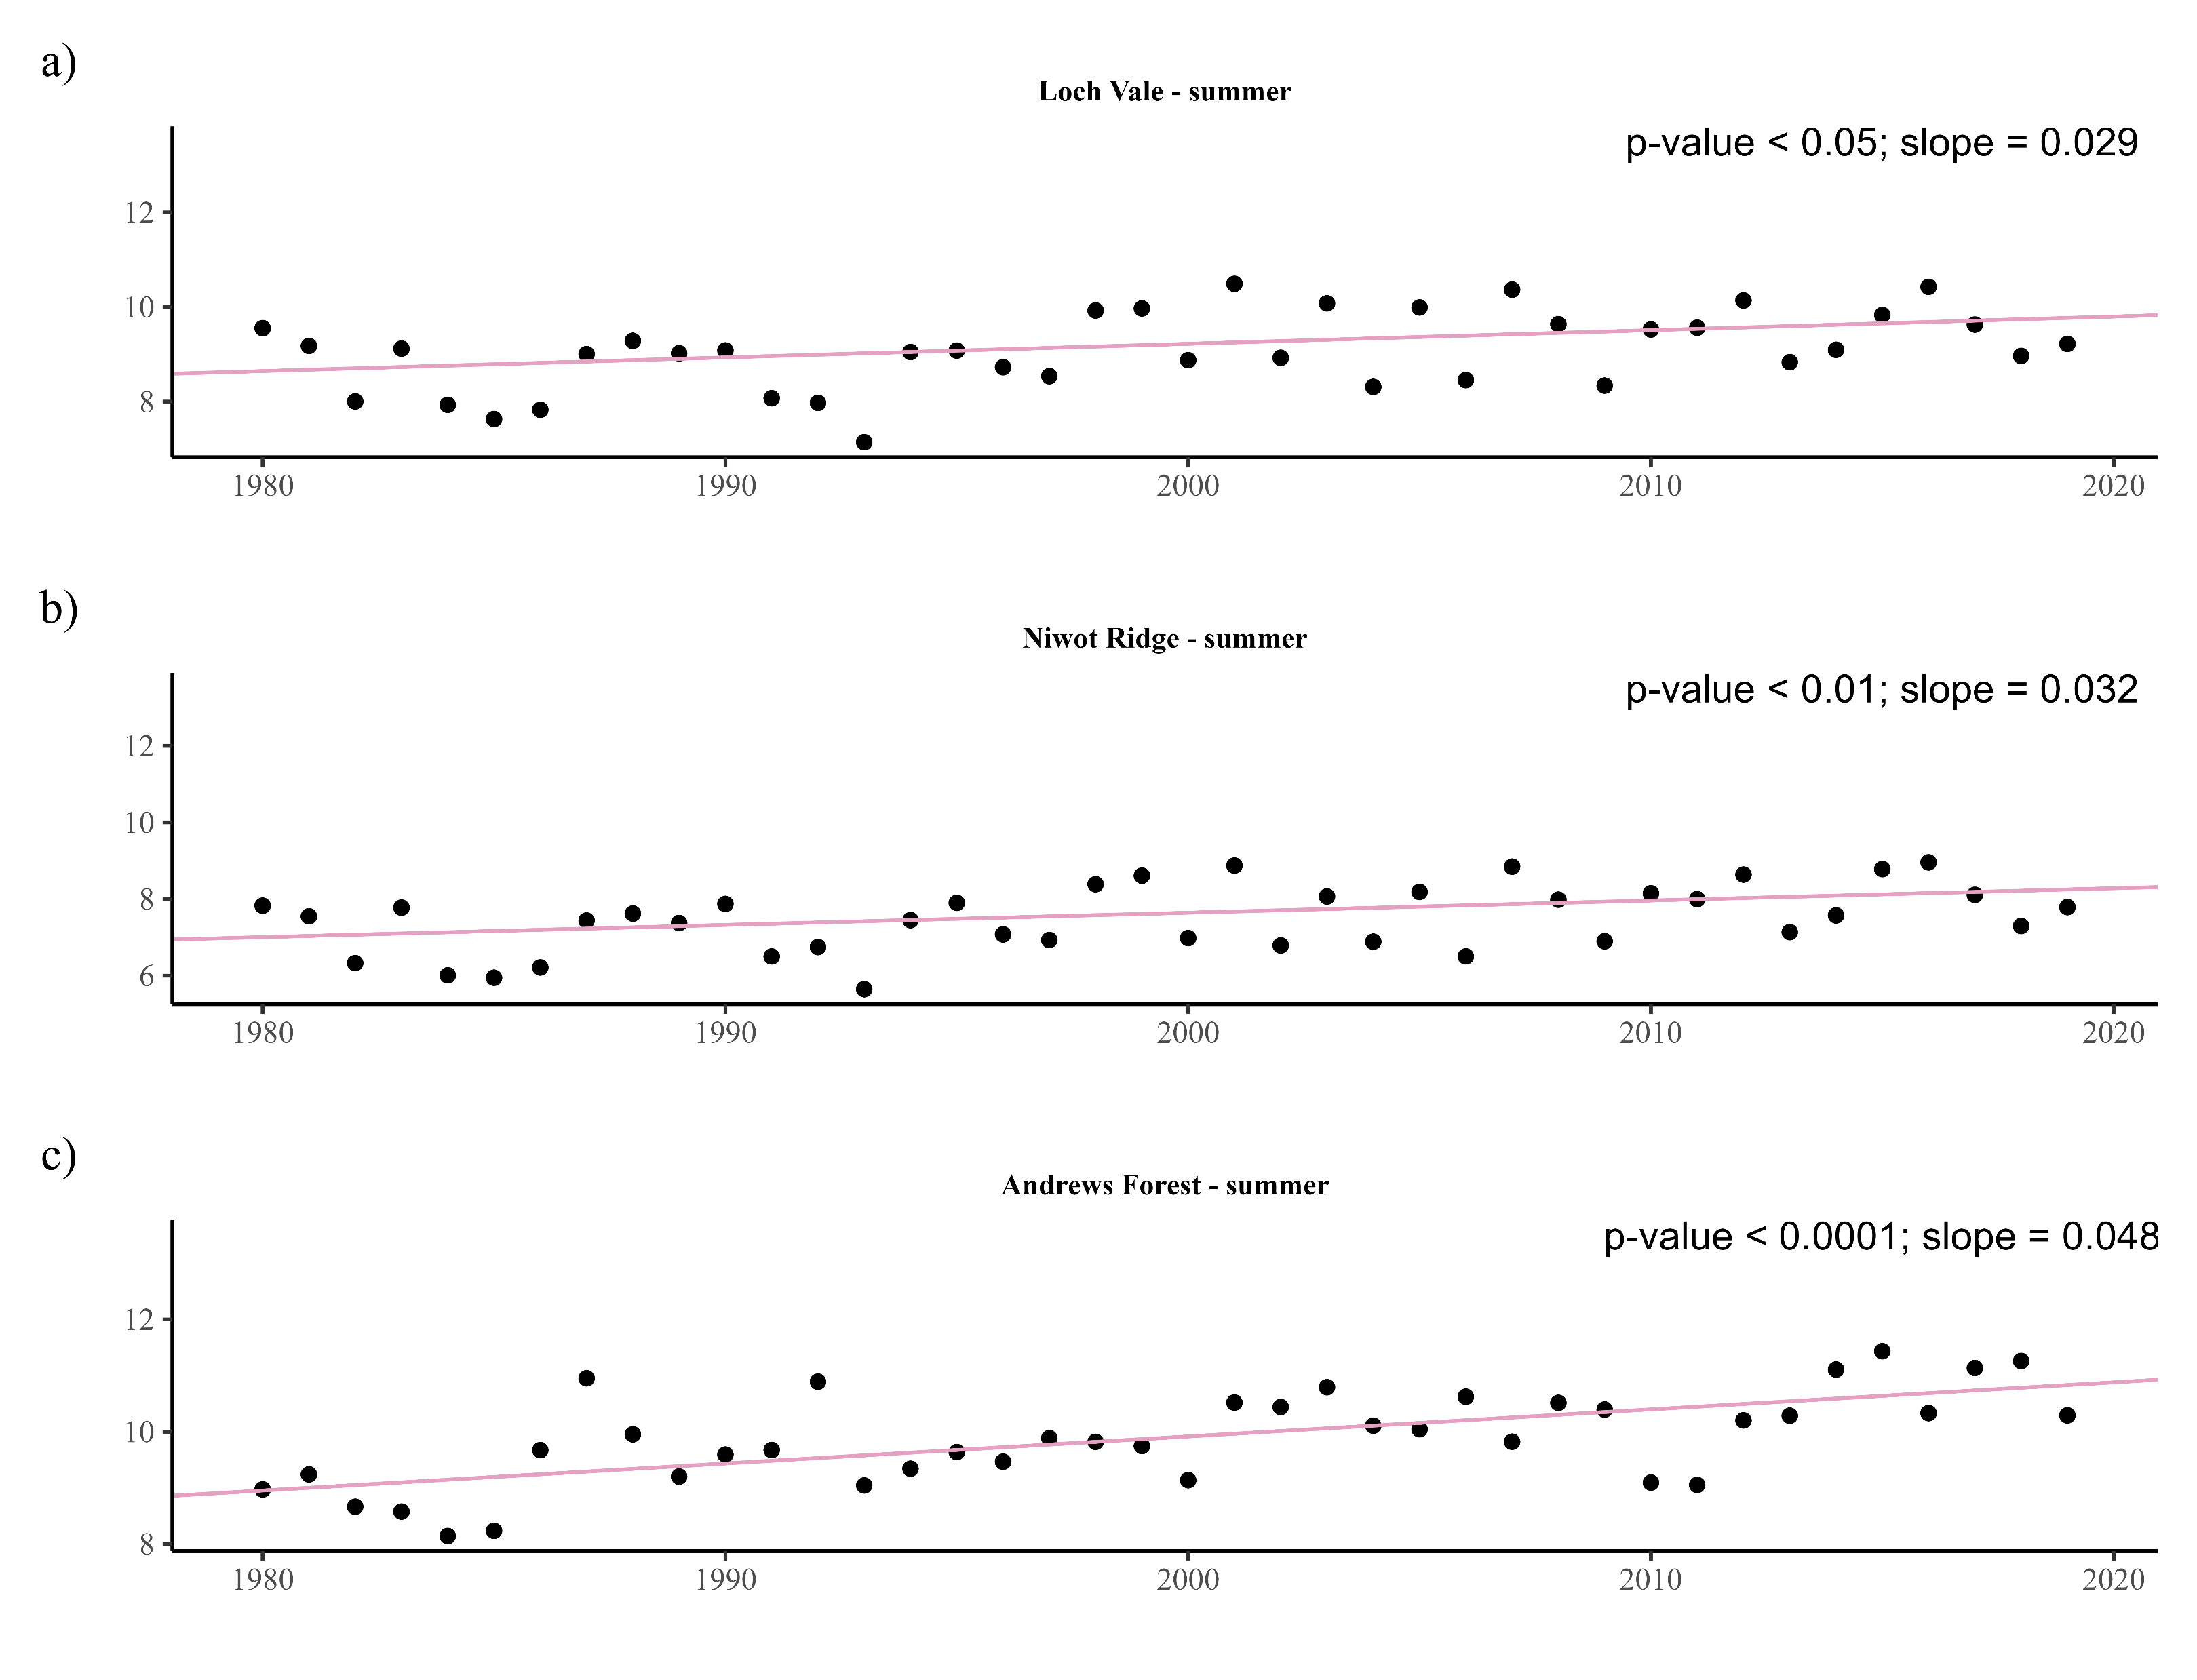 a)
Loch Vale - summer
p-value < 0.05; slope = 0.029
12
10
8
1980 1990 2000 2010 2020
b)
Niwot Ridge - summer
p-value < 0.01; slope = 0.032
12
10
8
6
1980 1990 2000 2010 2020
c)
Andrews Forest - summer
p-value < 0.0001; slope = 0.048
12
10
8
1980 1990 2000 2010 2020